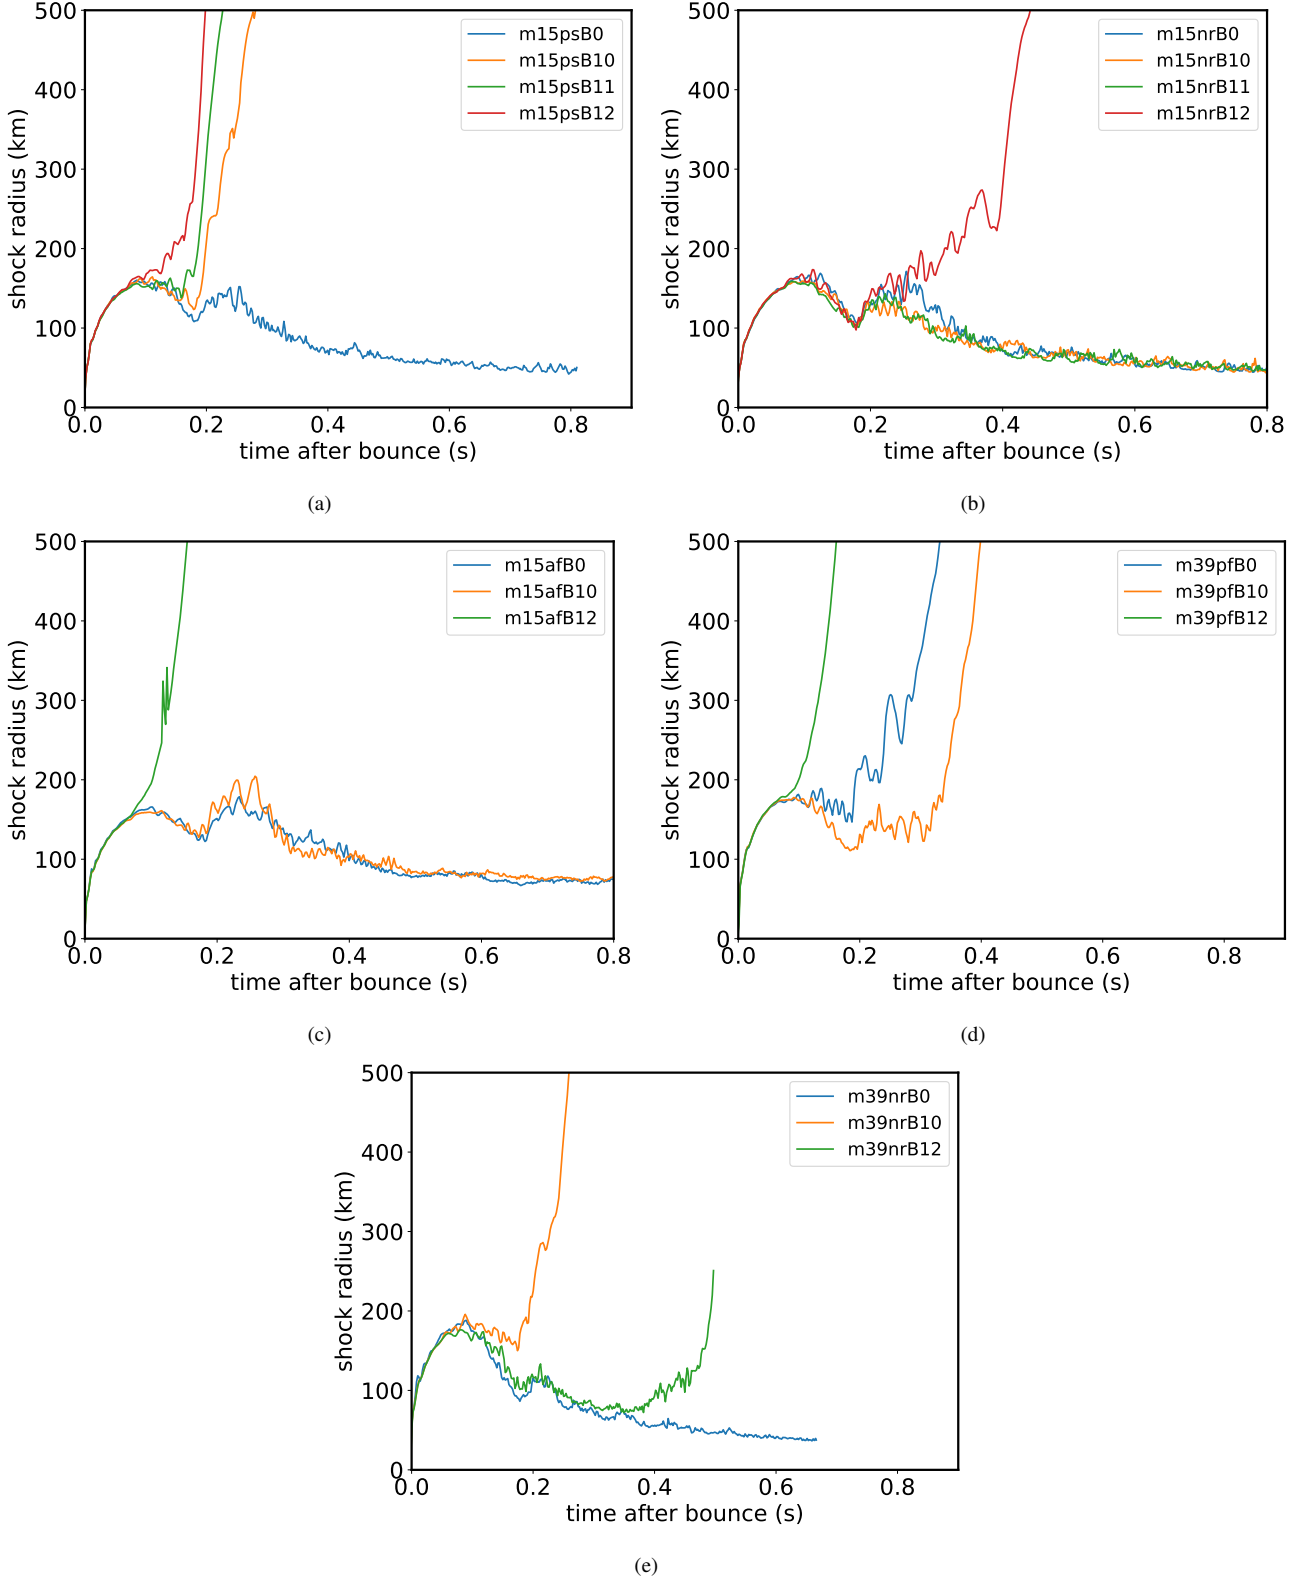 500
400
300
200
100
0
shock radius (km)
m15psB0
m15psB10
m15psB11
m15psB12
0.0 0.2 0.4 0.6 0.8
time after bounce (s)
(a)
500
400
300
200
100
0
shock radius (km)
m15nrB0
m15nrB10
m15nrB11
m15nrB12
0.0 0.2 0.4 0.6 0.8
time after bounce (s)
(b)
500
400
300
200
100
0
shock radius (km)
m15afB0
m15afB10
m15afB12
0.0 0.2 0.4 0.6 0.8
time after bounce (s)
(c)
500
400
300
200
100
0
shock radius (km)
m39pfB0
m39pfB10
m39pfB12
0.0 0.2 0.4 0.6 0.8
time after bounce (s)
(d)
500
400
300
200
100
0
shock radius (km)
m39nrB0
m39nrB10
m39nrB12
0.0 0.2 0.4 0.6 0.8
time after bounce (s)
(e)